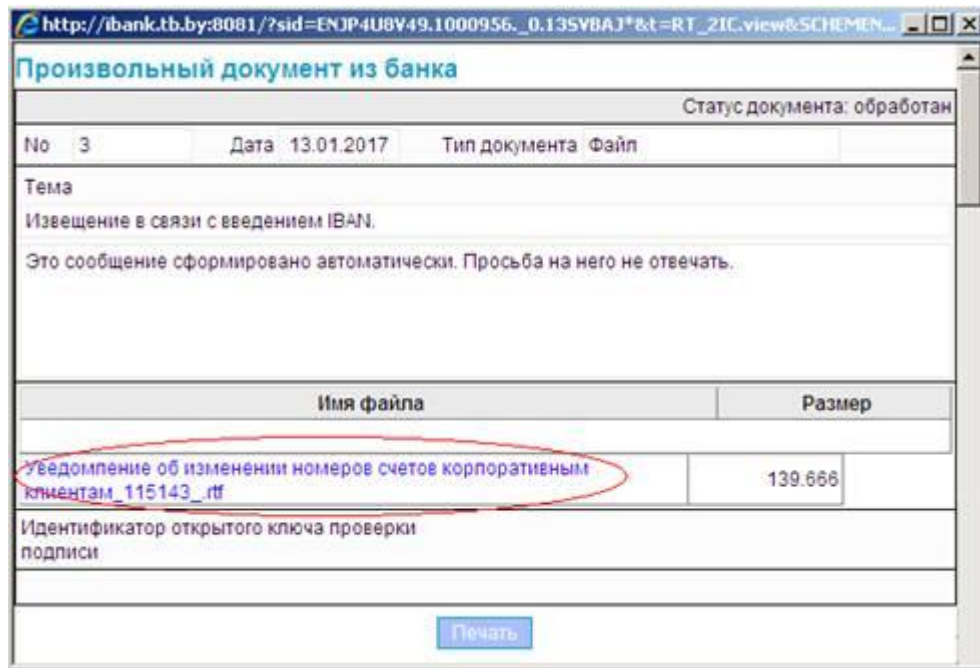 http://ibank.tb.by:8081/?sid=ENJP4U8V49.1000956._0.13SVBAJ*&t=RT_2IC.view&SCHEMEN...
Произвольный документ из банка
Статус документа: обработан
No 3 Дата 13.01.2017 Тип документа Файл
Тема
Извещение в связи с введением IBAN.
Это сообщение сформировано автоматически. Просьба на него не отвечать.
Имя файла Размер
Уведомление об изменении номеров счетов корпоративным
клиентам_115143_.rtf 139.666
Идентификатор открытого ключа проверки
подписи
Печать